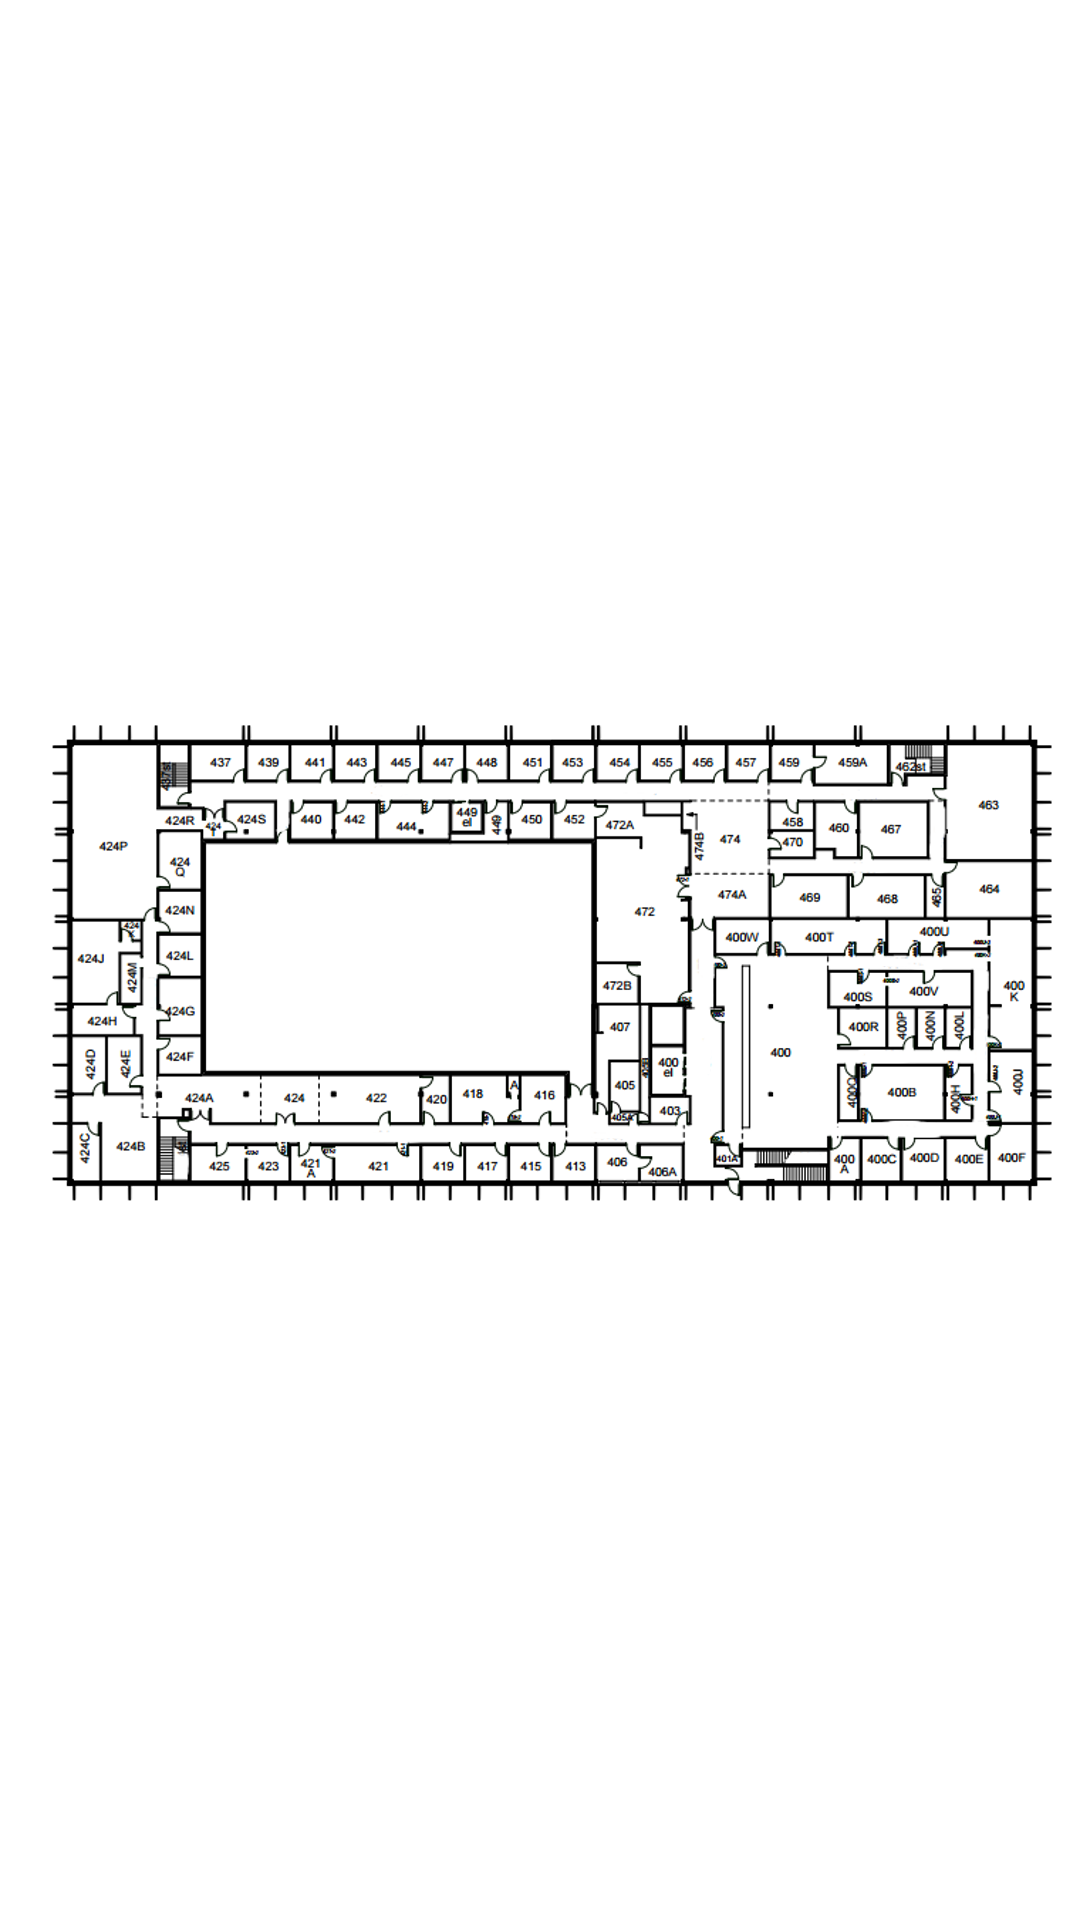 437 439 441 443 445 447 448 451 453 454 455 456 457 459 459A 462st
437st
463
424R 424 T 424S 440 442 444 449 el 449 450 452 472A 474B 474 458 460 467
424P 470
424 Q
424N 472 474A 469 468 465 464
424 K
424J 424L 400W 400T 400U
424M 472B 400S 400V 400 K
424H 424G 407 400R 400P 400N 400L
400
424D 424E 424F 405 405B 400 el 400Q 400B 400H 400J
424A 424 422 420 418 A 416 405A 403
424C 424B 425 423 421 A 421 419 417 415 413 406 406A 401A 400 A 400C 400D 400E 400F